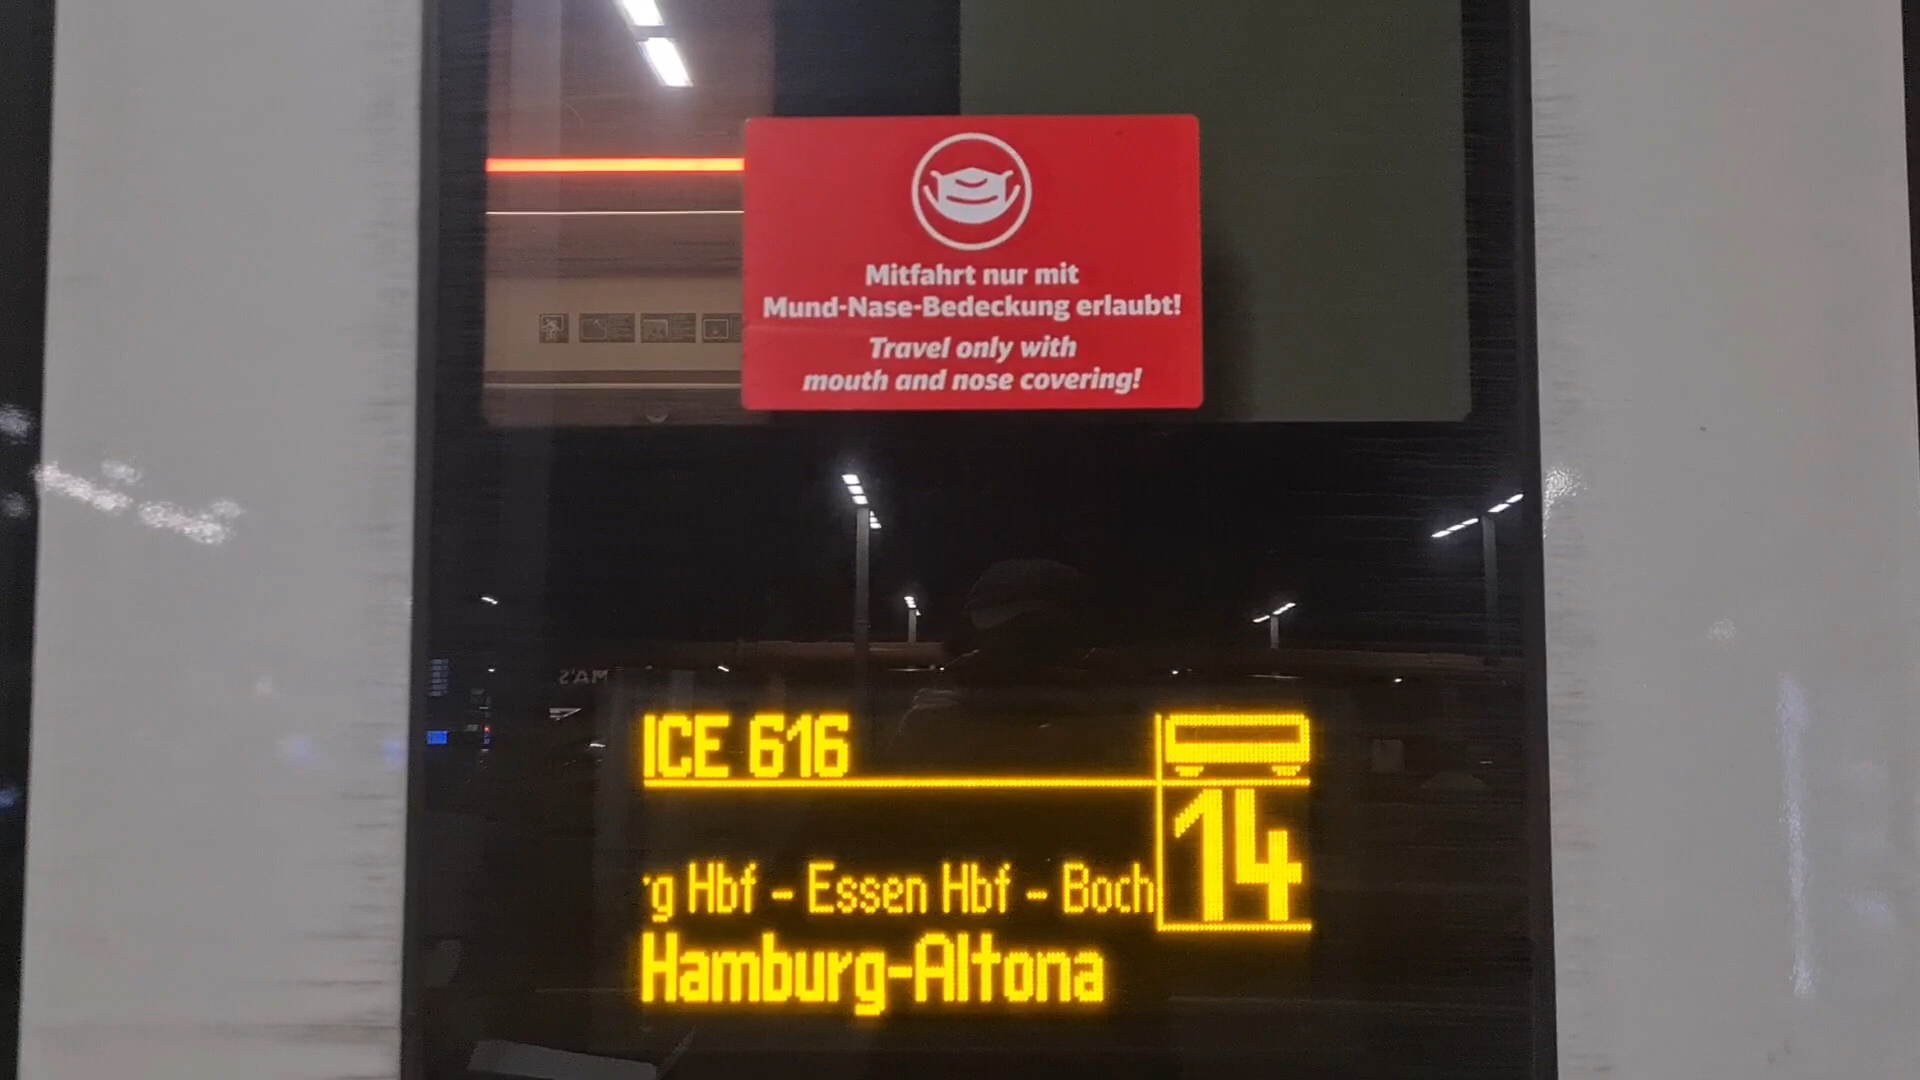 Mitfahrt nur mit
Mund-Nase-Bedeckung erlaubt!
Travel only with
mouth and nose covering!
ICE 616
14
g Hbf - Essen Hbf - Boch
Hamburg-Altona